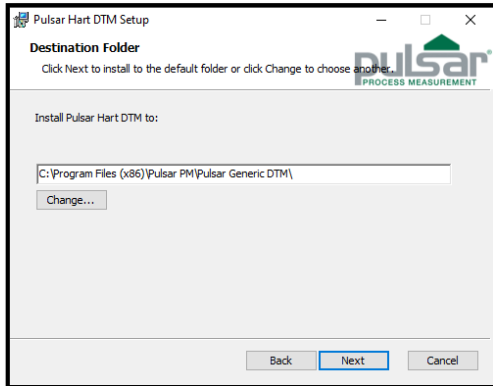 Pulsar Hart DTM Setup
Destination Folder
Click Next to install to the default folder or click Change to choose another.
pulsar®
PROCESS MEASUREMENT
Install Pulsar Hart DTM to:
C:\Program Files (x86)\Pulsar PM\Pulsar Generic DTM\
Change...
Back Next Cancel